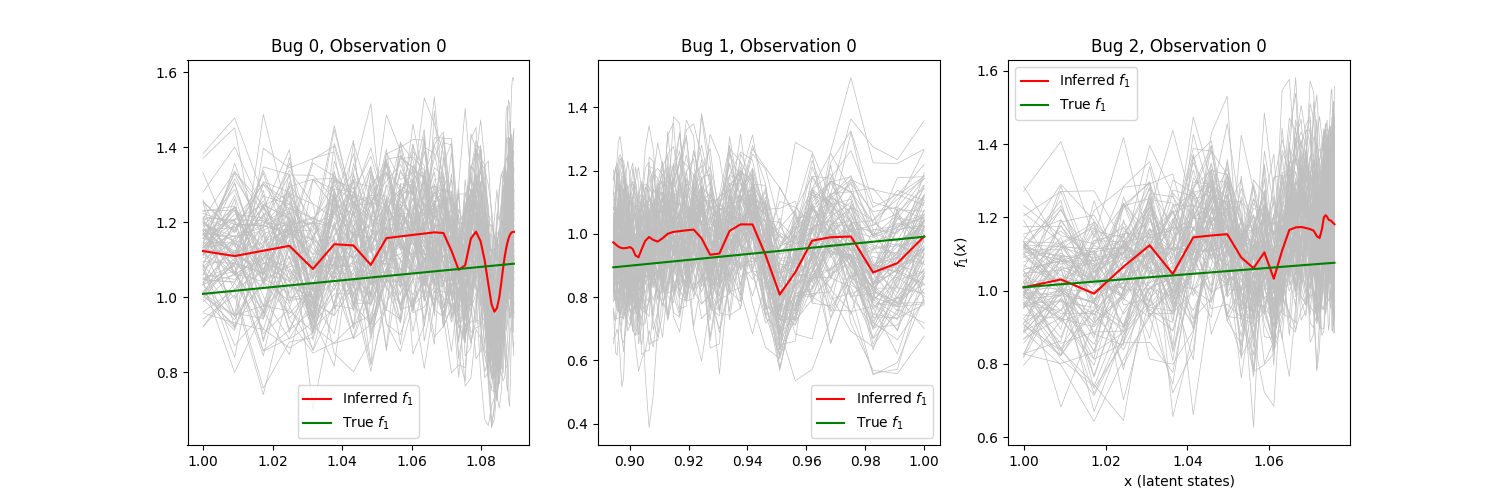 Bug 0, Observation 0
1.6
1.4
1.2
1.0
0.8
Inferred f₁
True f₁
1.00 1.02 1.04 1.06 1.08
Bug 1, Observation 0
1.4
1.2
1.0
0.8
0.6
0.4
Inferred f₁
True f₁
0.90 0.92 0.94 0.96 0.98 1.00
Bug 2, Observation 0
Inferred f₁
True f₁
f₁(x)
1.6
1.4
1.2
1.0
0.8
0.6
1.00 1.02 1.04 1.06
x (latent states)